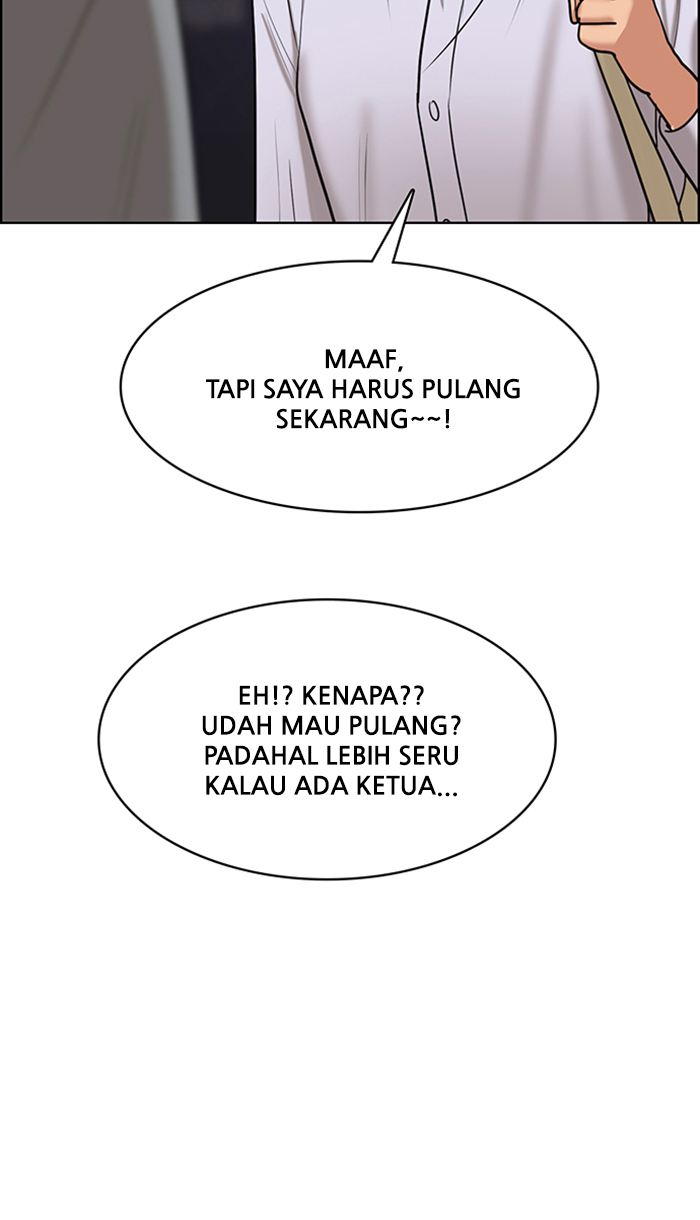 MAAF,
TAPI SAYA HARUS PULANG
SEKARANG~~!
EH!? KENAPA??
UDAH MAU PULANG?
PADAHAL LEBIH SERU
KALAU ADA KETUA...